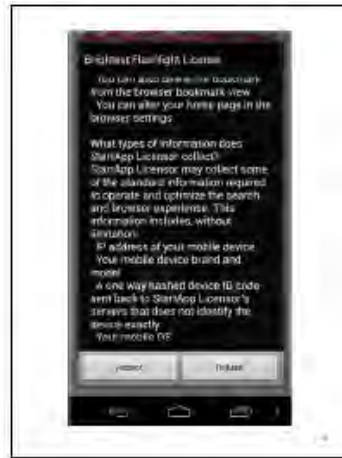 Brightest Flashlight License
You can also delete the bookmark
from the browser bookmark view
You can alter your home page in the
browser settings
What types of information does
StartApp Licensor collect?
StartApp Licensor may collect some
of the standard information required
to operate and optimize the search
and browser experience. This
information includes, without
limitation:
IP address of your mobile device
Your mobile device brand and
model
A one way hashed device ID code
sent back to StartApp Licensor's
servers that does not identify the
device exactly
Your mobile OS
Accept
Refuse